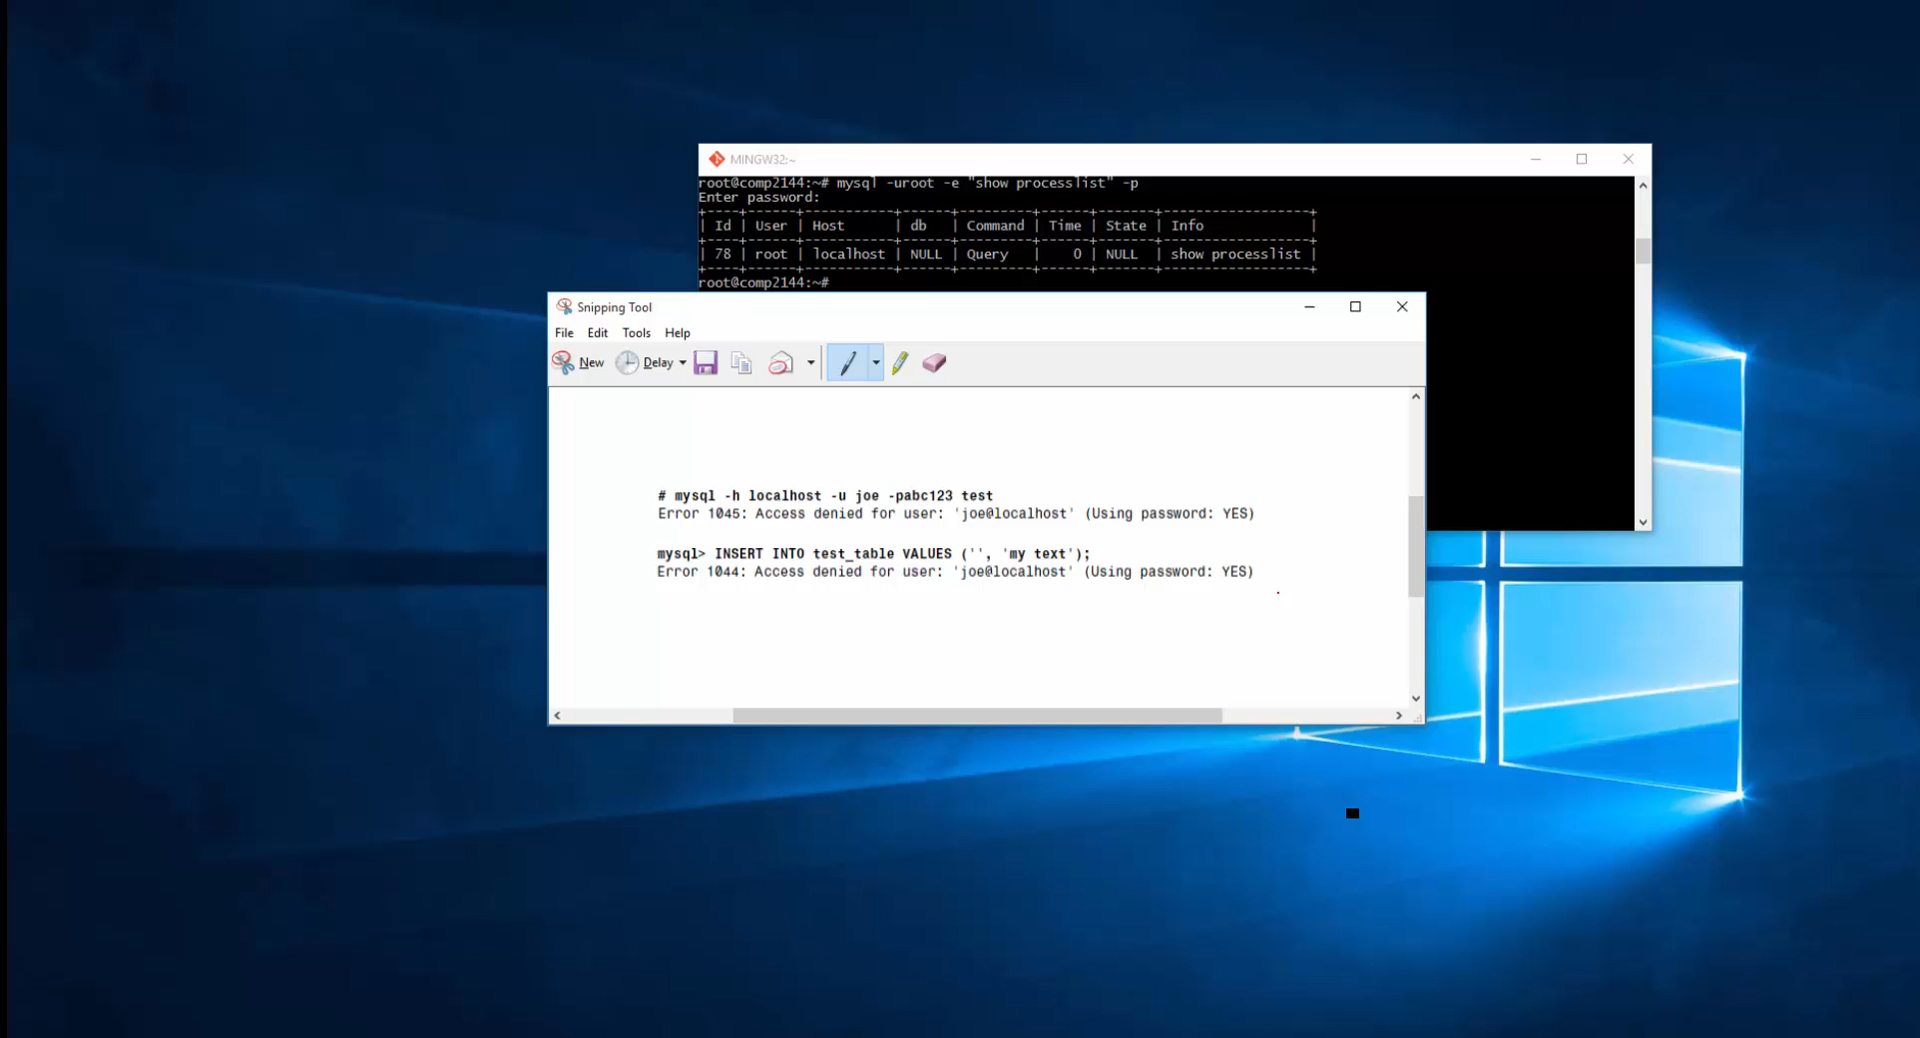 MINGW32:~
root@comp2144:~# mysql -uroot -e "show processlist" -p
Enter password:
+----+------+-----------+------+---------+------+-------+------------------+
| Id | User | Host      | db   | Command | Time | State | Info             |
+----+------+-----------+------+---------+------+-------+------------------+
| 78 | root | localhost | NULL | Query   |    0 | NULL  | show processlist |
+----+------+-----------+------+---------+------+-------+------------------+
root@comp2144:~#
Snipping Tool
File Edit Tools Help
New Delay
# mysql -h localhost -u joe -pabc123 test
Error 1045: Access denied for user: 'joe@localhost' (Using password: YES)
mysql> INSERT INTO test_table VALUES ('', 'my text');
Error 1044: Access denied for user: 'joe@localhost' (Using password: YES)